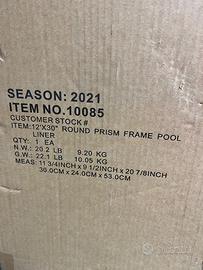 SEASON: 2021
ITEM NO.10085
CUSTOMER STOCK #
ITEM:12'X30" ROUND PRISM FRAME POOL
LINER
QTY: 1 EA
N.W: 20.2 LB 9.20 KG
G.W: 22.1 LB 10.05 KG
MEAS: 11 3/4INCH X 9 1/2INCH X 20 7/8INCH
30.0CM X 24.0CM X 53.0CM